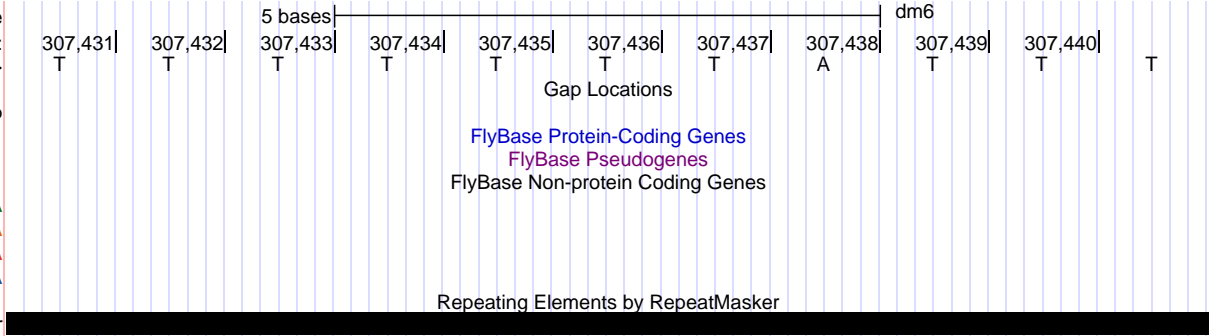 5 bases dm6
307,431 307,432 307,433 307,434 307,435 307,436 307,437 307,438 307,439 307,440
T T T T T T T A T T T
Gap Locations
FlyBase Protein-Coding Genes
FlyBase Pseudogenes
FlyBase Non-protein Coding Genes
Repeating Elements by RepeatMasker